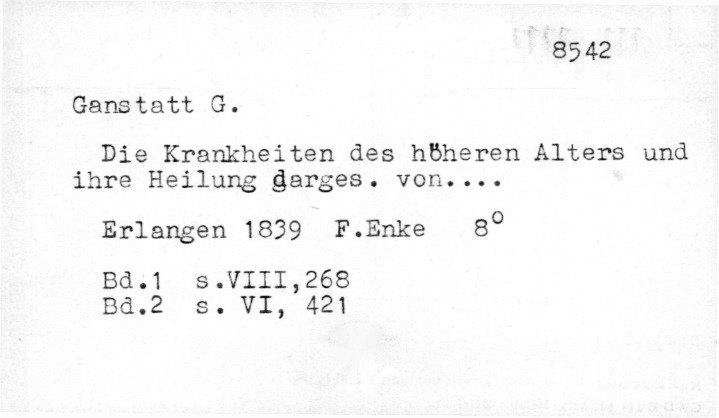 8542
Ganstatt G.
Die Krankheiten des höheren Alters und
ihre Heilung darges. von....
Erlangen 1839 F.Enke 8°
Bd.1 s.VIII,268
Bd.2 s. VI, 421